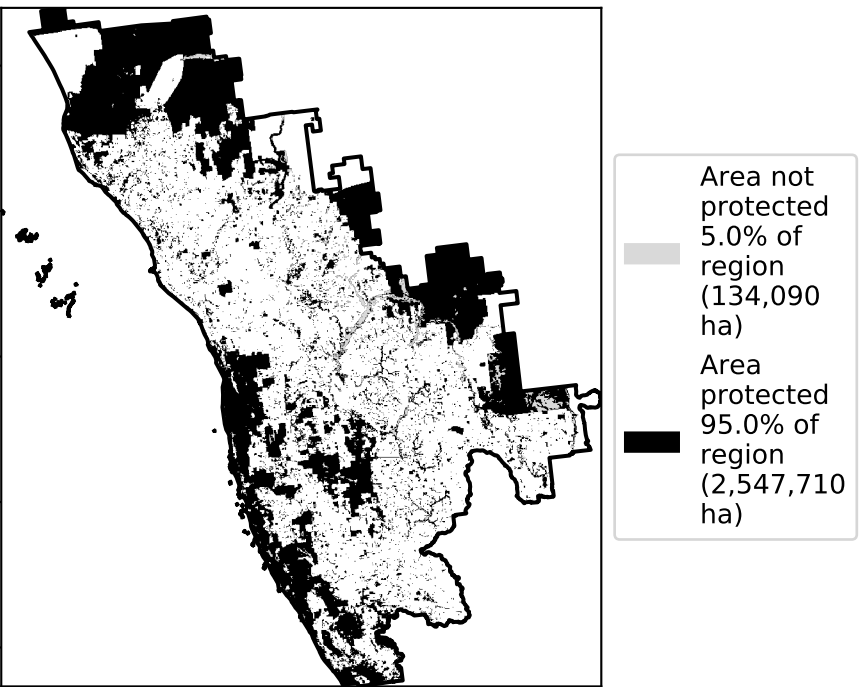 Area not
protected
5.0% of
region
(134,090
ha)
Area
protected
95.0% of
region
(2,547,710
ha)